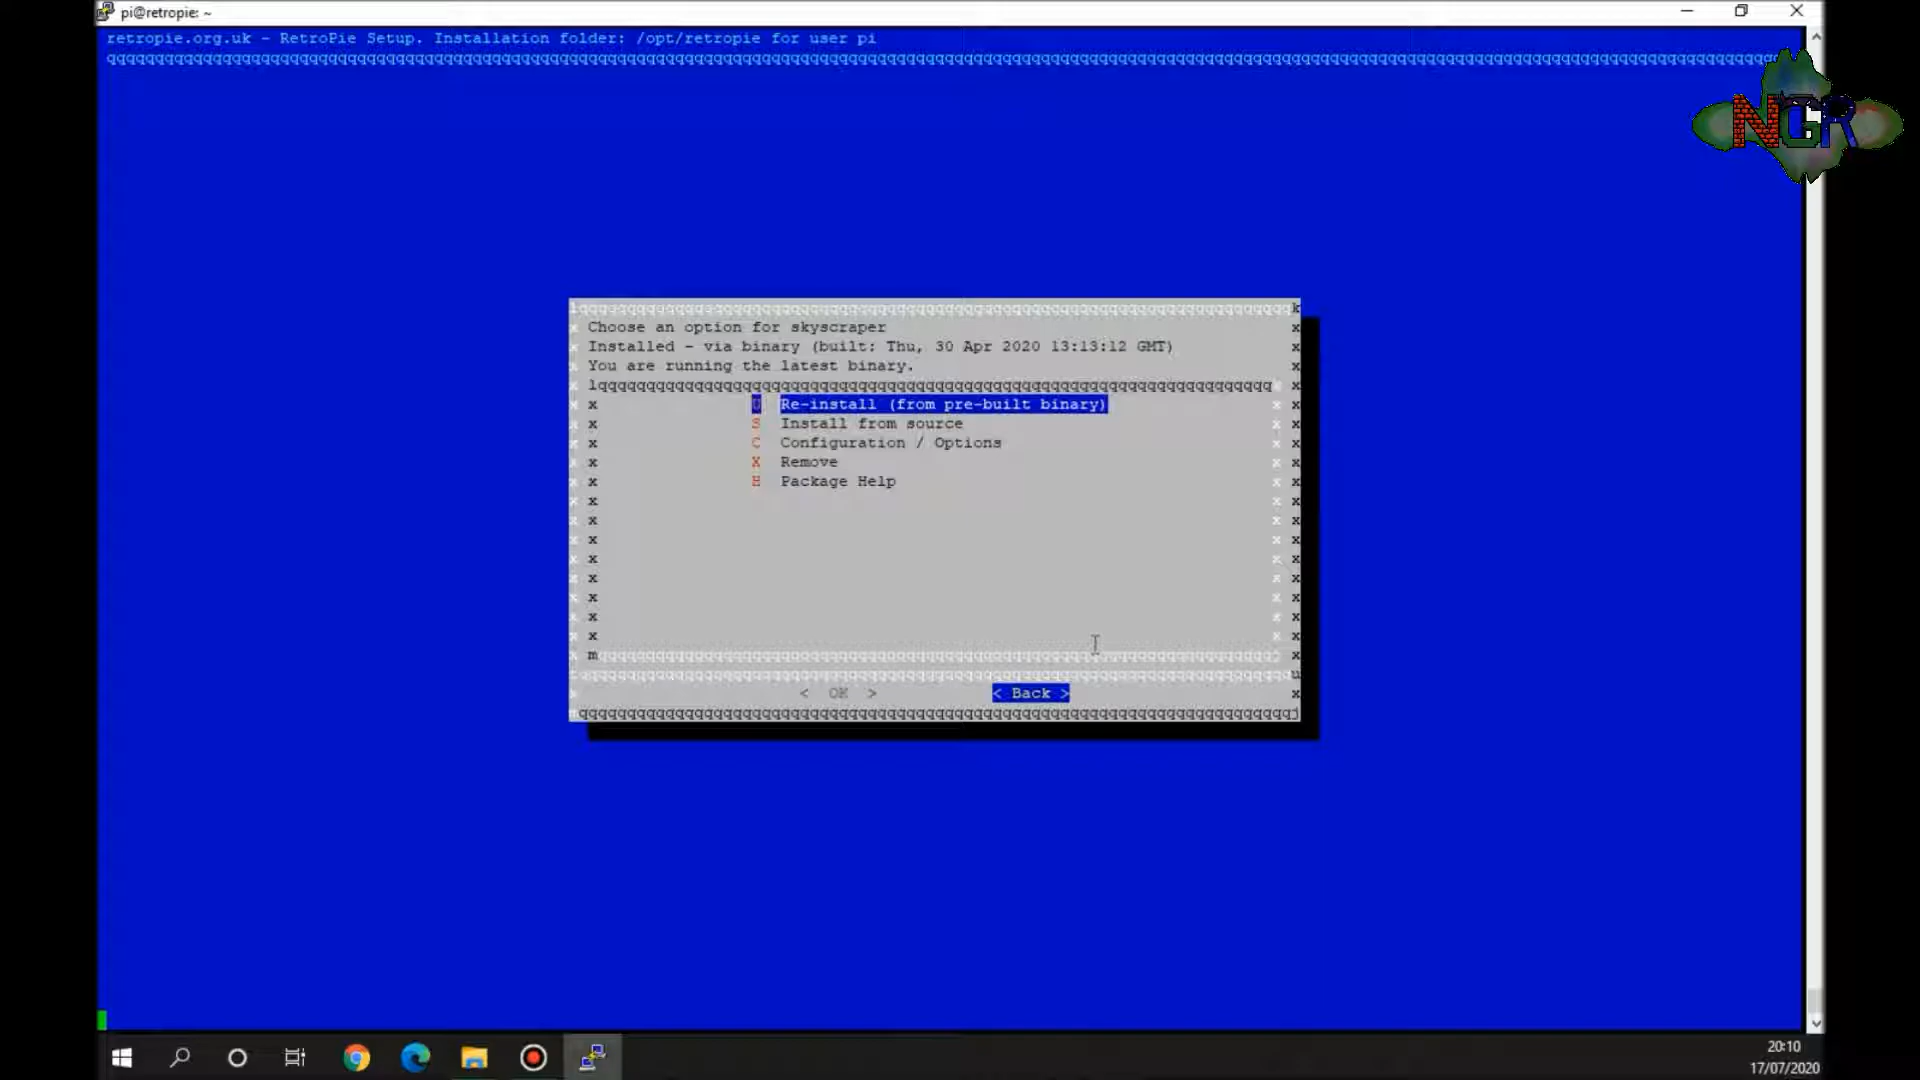 pi@retropie: ~
retropie.org.uk - RetroPie Setup. Installation folder: /opt/retropie for user pi
NGR
Choose an option for skyscraper
Installed - via binary (built: Thu, 30 Apr 2020 13:13:12 GMT)
You are running the latest binary.
U Re-install (from pre-built binary)
S Install from source
C Configuration / Options
X Remove
H Package Help
< OK > < Back >
20:10
17/07/2020